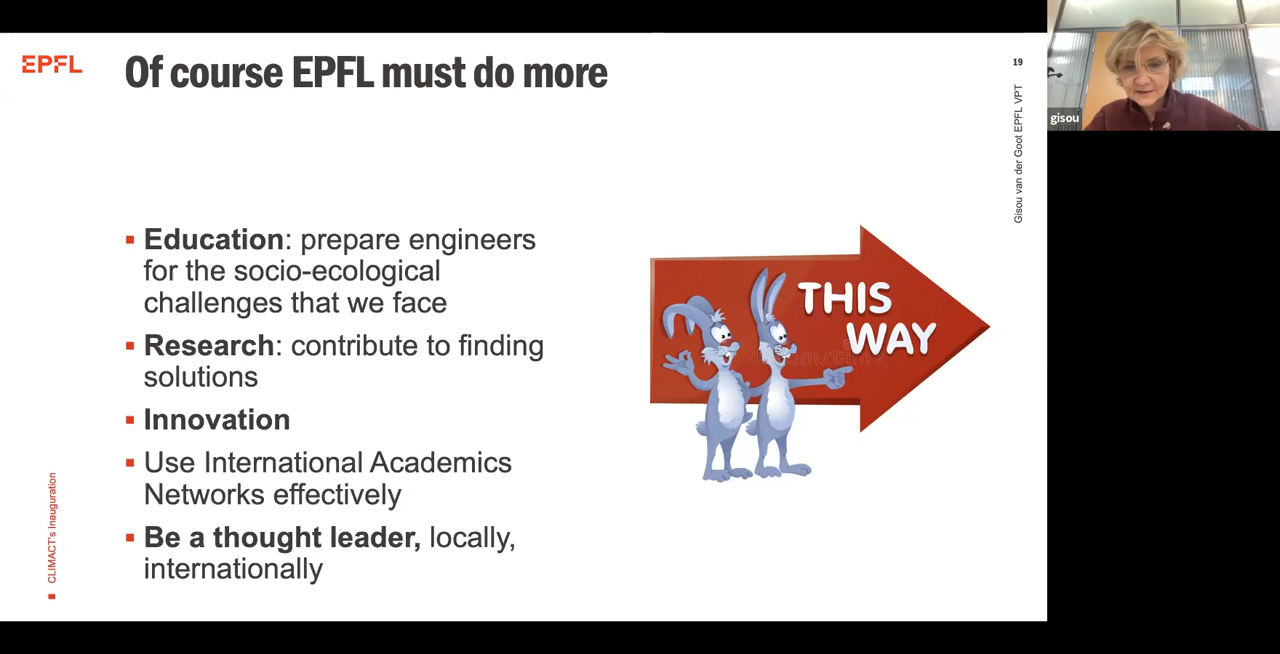 EPFL
Of course EPFL must do more
19
Gisou van der Goot EPFL VPT
gisou
Education: prepare engineers
for the socio-ecological
challenges that we face
Research: contribute to finding
solutions
Innovation
Use International Academics
Networks effectively
Be a thought leader, locally,
internationally
THIS
WAY
dreamstime
CLIMACT's Inauguration